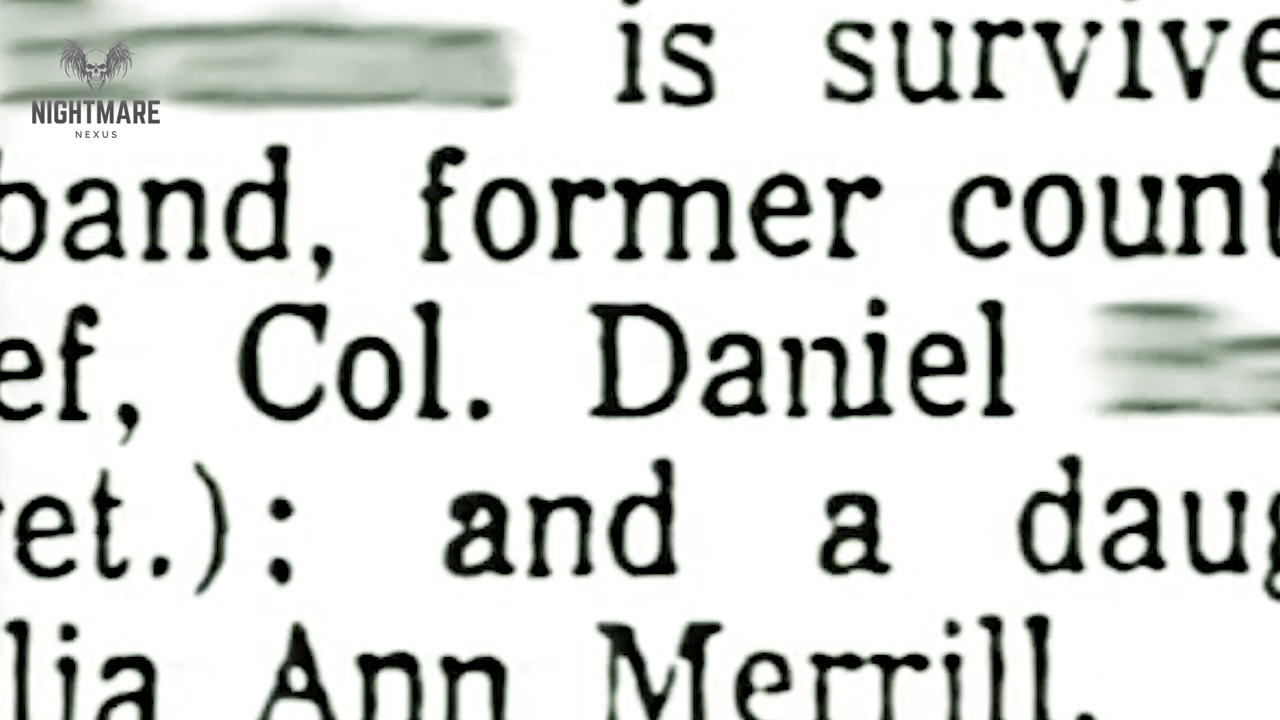 NIGHTMARE
NEXUS
is survive
band, former count
ef, Col. Daniel
et.); and a daug
lia Ann Merrill.